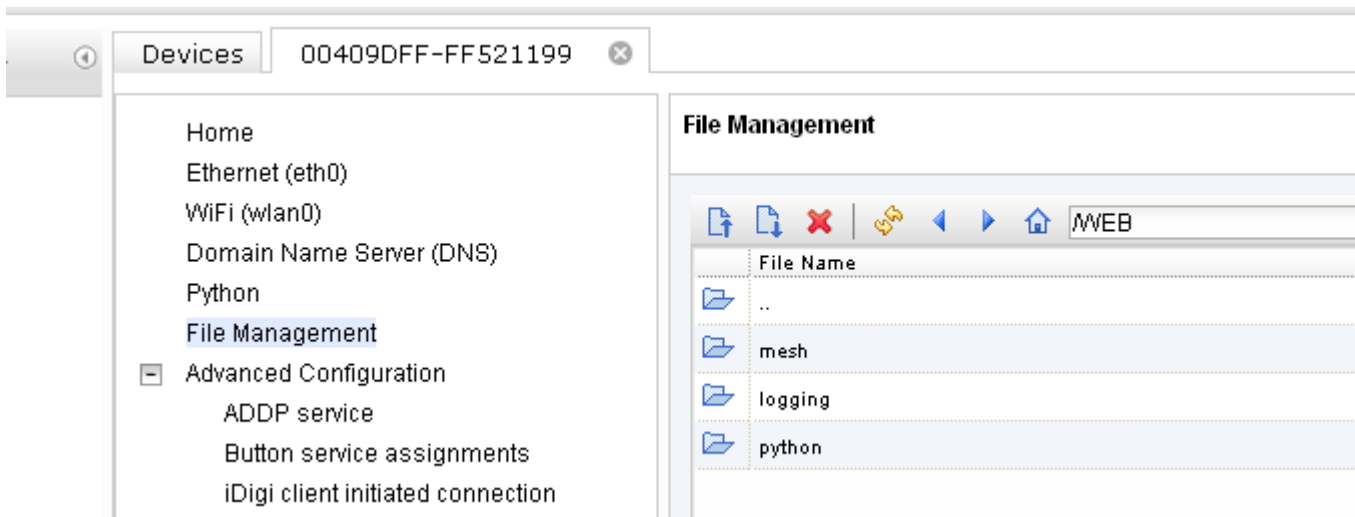 Devices
00409DFF-FF521199
Home
Ethernet (eth0)
WiFi (wlan0)
Domain Name Server (DNS)
Python
File Management
Advanced Configuration
ADDP service
Button service assignments
iDigi client initiated connection
File Management
/WEB
File Name
..
mesh
logging
python